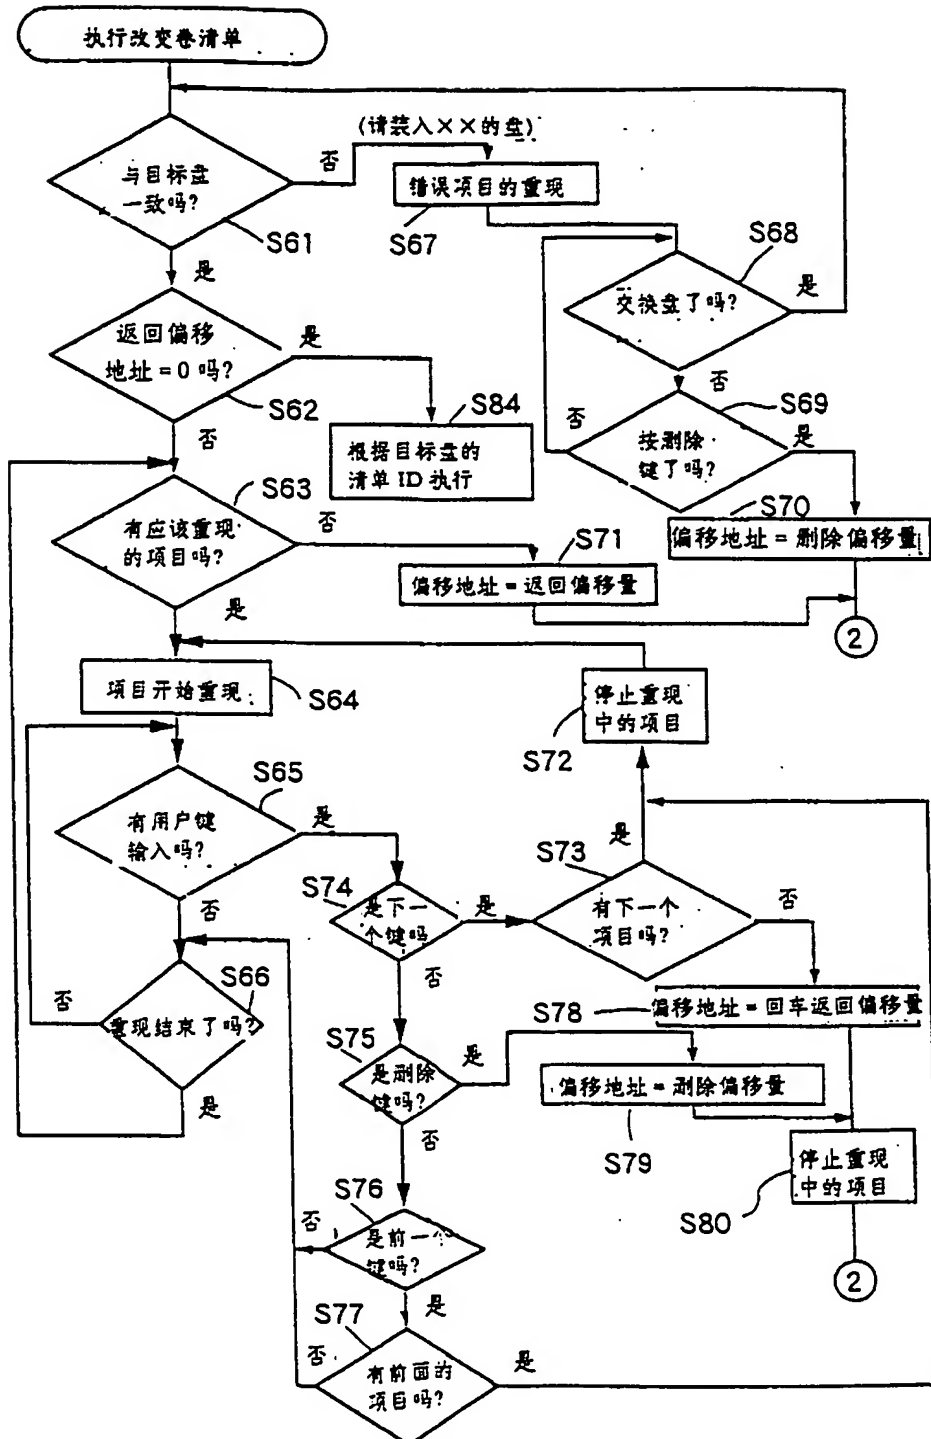 执行改变卷清单
(请装入××的盘)
与目标盘
一致吗?
否
S61
错误项目的重现
S67
是
S68
交换盘了吗?
是
返回偏移
地址=0吗?
是
S62
否
S84
根据目标盘的
清单ID执行
否
S69
按删除
键了吗?
否
是
S63
有应该重现
的项目吗?
否
S70
偏移地址=删除偏移量
S71
偏移地址=返回偏移量
是
2
项目开始重现
S64
停止重现
中的项目
S72
S65
有用户键
输入吗?
是
否
S74
是下一
个键吗
是
S73
是
有下一个
项目吗?
否
否
S66
重现结束了吗?
否
是
S78
偏移地址=回车返回偏移量
S75
是删除
键吗?
是
偏移地址=删除偏移量
S79
否
停止重现
中的项目
S80
2
S76
是前一个
键吗?
否
是
S77
有前面的
项目吗?
否
是